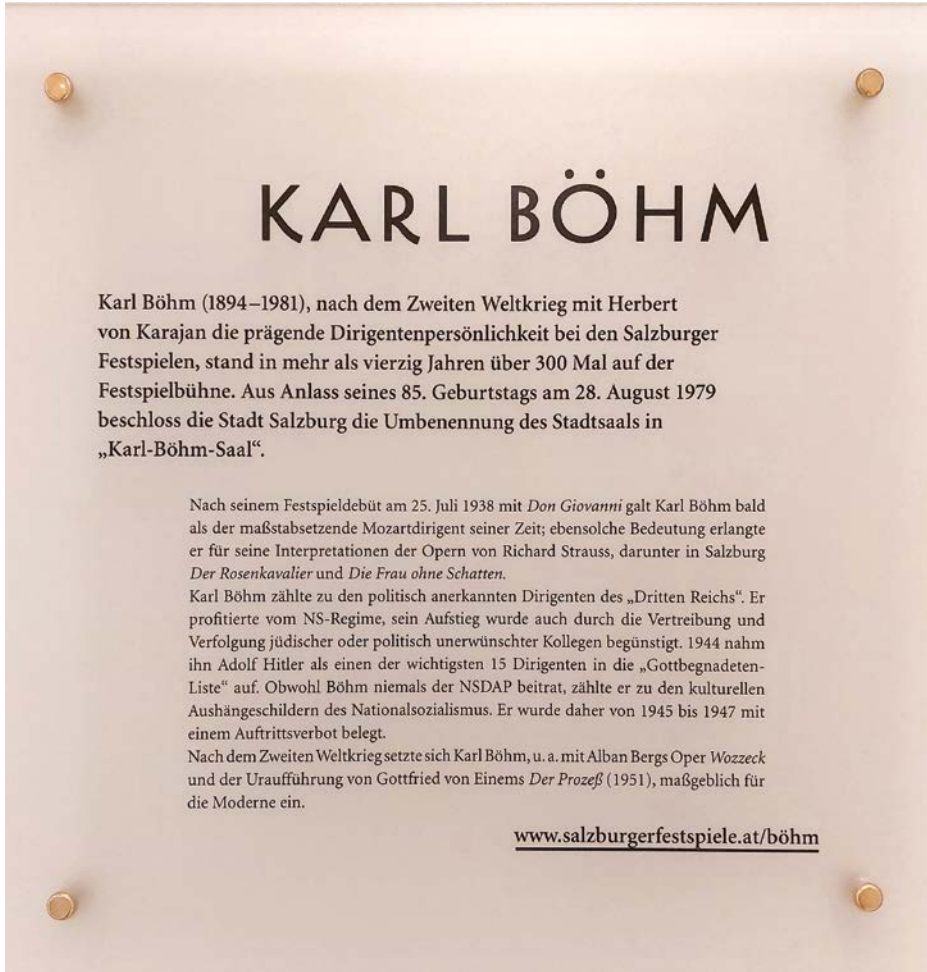 KARL BÖHM
Karl Böhm (1894–1981), nach dem Zweiten Weltkrieg mit Herbert
von Karajan die prägende Dirigentenpersönlichkeit bei den Salzburger
Festspielen, stand in mehr als vierzig Jahren über 300 Mal auf der
Festspielbühne. Aus Anlass seines 85. Geburtstags am 28. August 1979
beschloss die Stadt Salzburg die Umbenennung des Stadtsaals in
„Karl-Böhm-Saal“.
Nach seinem Festspieldebüt am 25. Juli 1938 mit Don Giovanni galt Karl Böhm bald
als der maßstabsetzende Mozartdirigent seiner Zeit; ebensolche Bedeutung erlangte
er für seine Interpretationen der Opern von Richard Strauss, darunter in Salzburg
Der Rosenkavalier und Die Frau ohne Schatten.
Karl Böhm zählte zu den politisch anerkannten Dirigenten des „Dritten Reichs“. Er
profitierte vom NS-Regime, sein Aufstieg wurde auch durch die Vertreibung und
Verfolgung jüdischer oder politisch unerwünschter Kollegen begünstigt. 1944 nahm
ihn Adolf Hitler als einen der wichtigsten 15 Dirigenten in die „Gottbegnadeten-
Liste“ auf. Obwohl Böhm niemals der NSDAP beitrat, zählte er zu den kulturellen
Aushängeschildern des Nationalsozialismus. Er wurde daher von 1945 bis 1947 mit
einem Auftrittsverbot belegt.
Nach dem Zweiten Weltkrieg setzte sich Karl Böhm, u. a. mit Alban Bergs Oper Wozzeck
und der Uraufführung von Gottfried von Einems Der Prozeß (1951), maßgeblich für
die Moderne ein.
www.salzburgerfestspiele.at/böhm